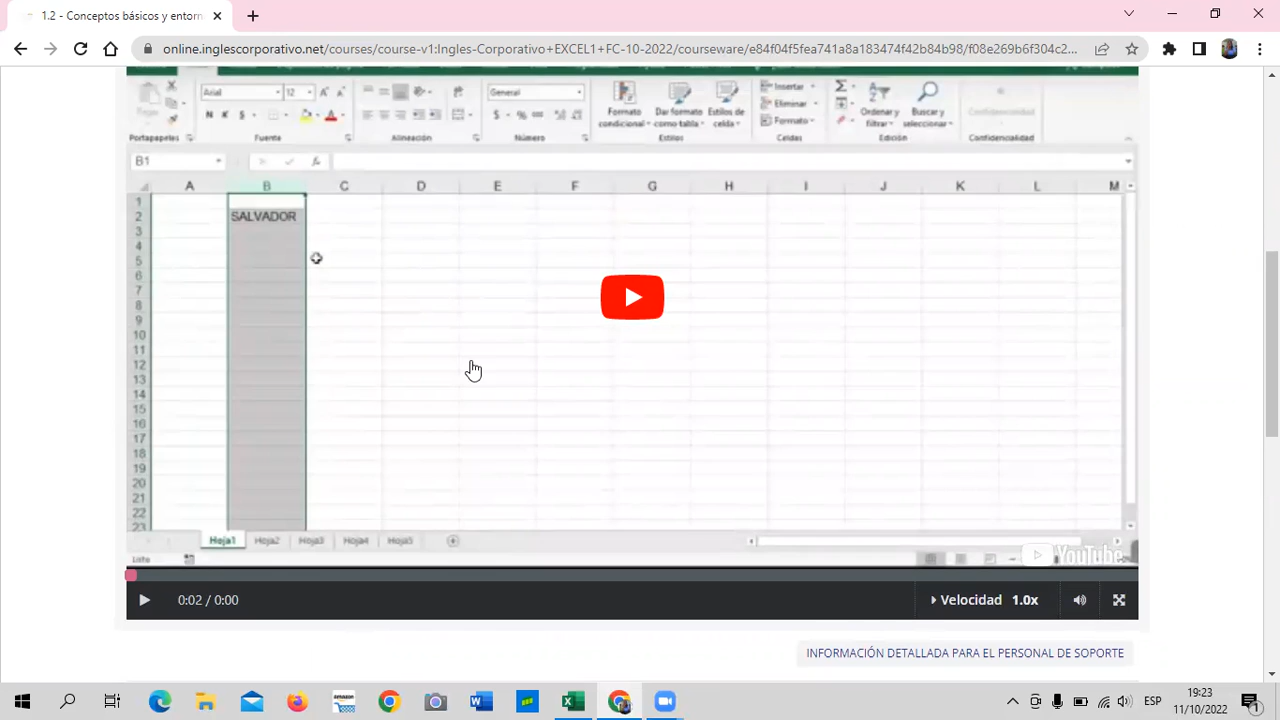 1.2 - Conceptos básicos y entorn
online.inglescorporativo.net/courses/course-v1:Ingles-Corporativo+EXCEL1+FC-10-2022/courseware/e84f04f5fea741a8a183474f42b84b98/f08e269b6f304c2...
Arial 12 General
Insertar
Eliminar
Formato
Pegar
N K S
Formato condicional
Dar formato como tabla
Estilos de celda
Ordenar y filtrar
Buscar y seleccionar
Confidencialidad
Portapapeles Fuente Alineación Número Estilos Celdas Edición Confidencialidad
B1 fx
A B C D E F G H I J K L M
1
2 SALVADOR
3
4
5
6
7
8
9
10
11
12
13
14
15
16
17
18
19
20
21
22
23
Hoja1 Hoja2 Hoja3 Hoja4 Hoja5
Listo
YouTube
0:02 / 0:00 Velocidad 1.0x
INFORMACIÓN DETALLADA PARA EL PERSONAL DE SOPORTE
ESP
19:23
11/10/2022
1